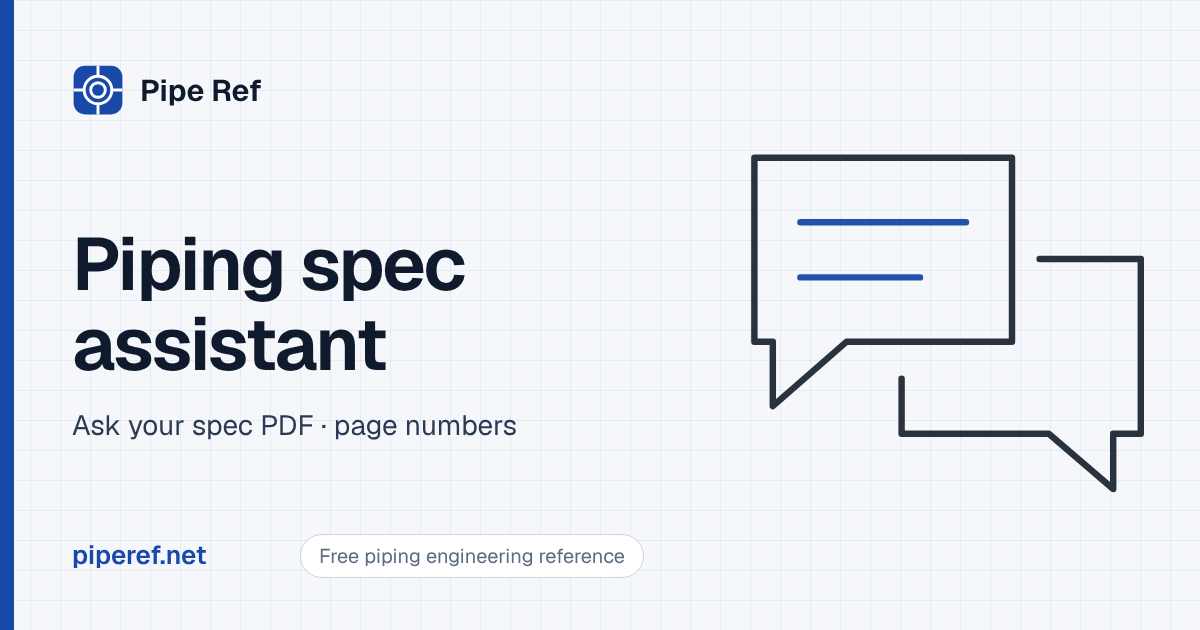 Pipe Ref
Piping spec
assistant
Ask your spec PDF · page numbers
piperef.net
Free piping engineering reference